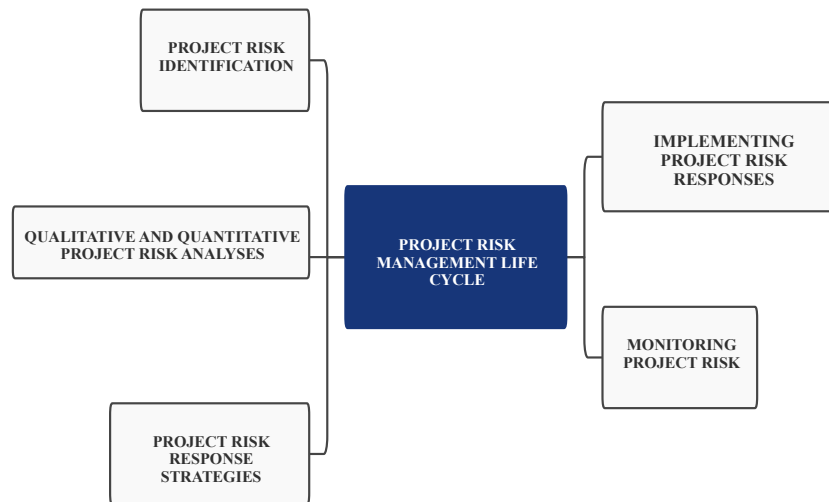 PROJECT RISK
IDENTIFICATION
QUALITATIVE AND QUANTITATIVE
PROJECT RISK ANALYSES
PROJECT RISK
RESPONSE
STRATEGIES
PROJECT RISK
MANAGEMENT LIFE
CYCLE
IMPLEMENTING
PROJECT RISK
RESPONSES
MONITORING
PROJECT RISK